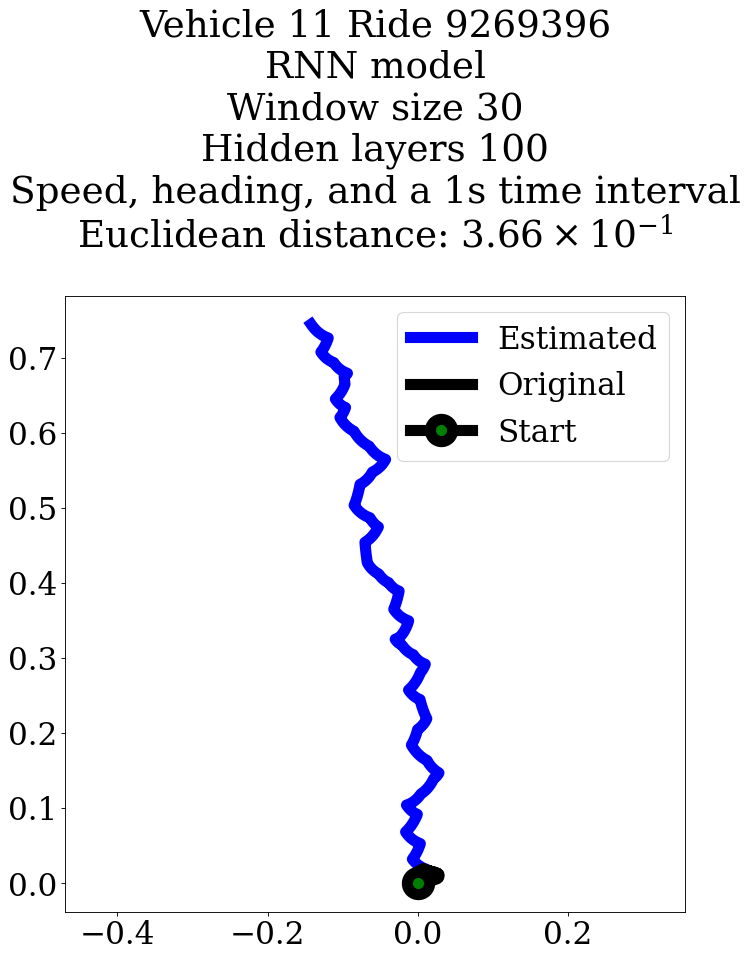 Vehicle 11 Ride 9269396
RNN model
Window size 30
Hidden layers 100
Speed, heading, and a 1s time interval
Euclidean distance: 3.66 × 10⁻¹
Estimated
Original
Start
0.7
0.6
0.5
0.4
0.3
0.2
0.1
0.0
−0.4 −0.2 0.0 0.2